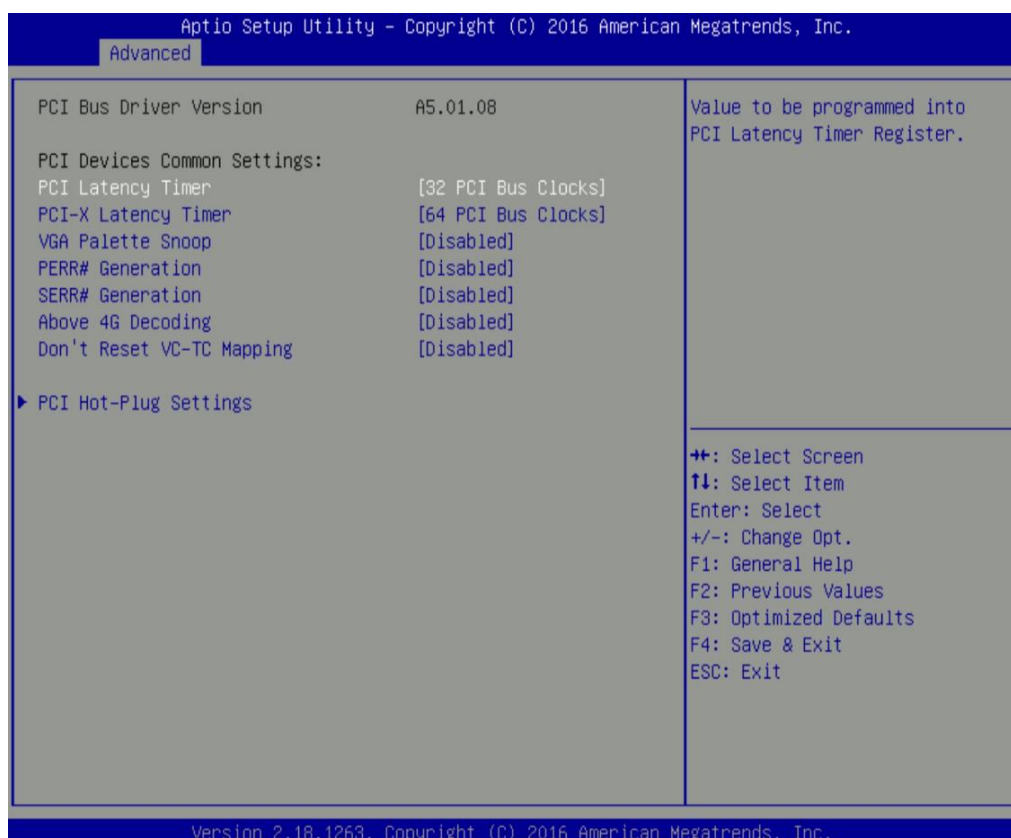 Aptio Setup Utility – Copyright (C) 2016 American Megatrends, Inc.
Advanced
PCI Bus Driver Version A5.01.08
PCI Devices Common Settings:
PCI Latency Timer [32 PCI Bus Clocks]
PCI-X Latency Timer [64 PCI Bus Clocks]
VGA Palette Snoop [Disabled]
PERR# Generation [Disabled]
SERR# Generation [Disabled]
Above 4G Decoding [Disabled]
Don't Reset VC-TC Mapping [Disabled]
▶ PCI Hot-Plug Settings
Value to be programmed into
PCI Latency Timer Register.
→←: Select Screen
↑↓: Select Item
Enter: Select
+/-: Change Opt.
F1: General Help
F2: Previous Values
F3: Optimized Defaults
F4: Save & Exit
ESC: Exit
Version 2.18.1263. Copyright (C) 2016 American Megatrends, Inc.